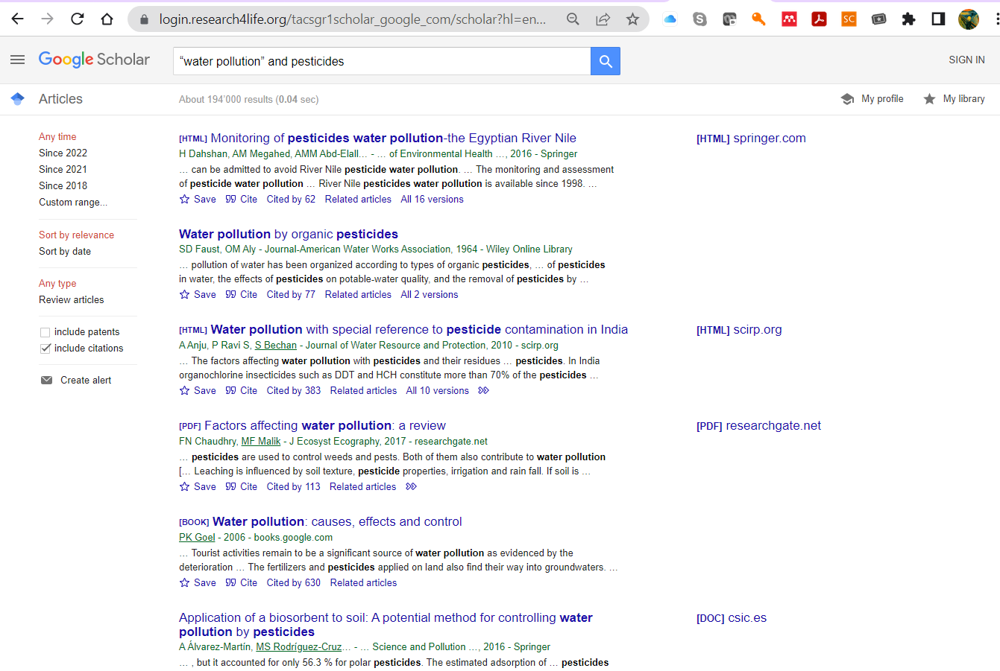 login.research4life.org/tacsgr1scholar_google_com/scholar?hl=en...
SC
Google Scholar
“water pollution” and pesticides
SIGN IN
Articles
About 194'000 results (0.04 sec)
My profile
My library
Any time
Since 2022
Since 2021
Since 2018
Custom range...
Sort by relevance
Sort by date
Any type
Review articles
include patents
include citations
Create alert
[HTML] Monitoring of pesticides water pollution-the Egyptian River Nile
H Dahshan, AM Megahed, AMM Abd-Elall... - ... of Environmental Health ..., 2016 - Springer
... can be admitted to avoid River Nile pesticide water pollution. ... The monitoring and assessment
of pesticide water pollution ... River Nile pesticides water pollution is available since 1998. ...
Save Cite Cited by 62 Related articles All 16 versions
[HTML] springer.com
Water pollution by organic pesticides
SD Faust, OM Aly - Journal-American Water Works Association, 1964 - Wiley Online Library
... pollution of water has been organized according to types of organic pesticides, ... of pesticides
in water, the effects of pesticides on potable-water quality, and the removal of pesticides by ...
Save Cite Cited by 77 Related articles All 2 versions
[HTML] Water pollution with special reference to pesticide contamination in India
A Anju, P Ravi S, S Bechan - Journal of Water Resource and Protection, 2010 - scirp.org
... The factors affecting water pollution with pesticides and their residues ... pesticides. In India
organochlorine insecticides such as DDT and HCH constitute more than 70% of the pesticides ...
Save Cite Cited by 383 Related articles All 10 versions
[HTML] scirp.org
[PDF] Factors affecting water pollution: a review
FN Chaudhry, MF Malik - J Ecosyst Ecography, 2017 - researchgate.net
... pesticides are used to control weeds and pests. Both of them also contribute to water pollution
[... Leaching is influenced by soil texture, pesticide properties, irrigation and rain fall. If soil is ...
Save Cite Cited by 113 Related articles
[PDF] researchgate.net
[BOOK] Water pollution: causes, effects and control
PK Goel - 2006 - books.google.com
... Tourist activities remain to be a significant source of water pollution as evidenced by the
deterioration ... The fertilizers and pesticides applied on land also find their way into groundwaters. ...
Save Cite Cited by 630 Related articles
Application of a biosorbent to soil: A potential method for controlling water
pollution by pesticides
A Álvarez-Martín, MS Rodríguez-Cruz... - ... Science and Pollution ..., 2016 - Springer
... , but it accounted for only 56.3 % for polar pesticides. The estimated adsorption of ... pesticides
[DOC] csic.es